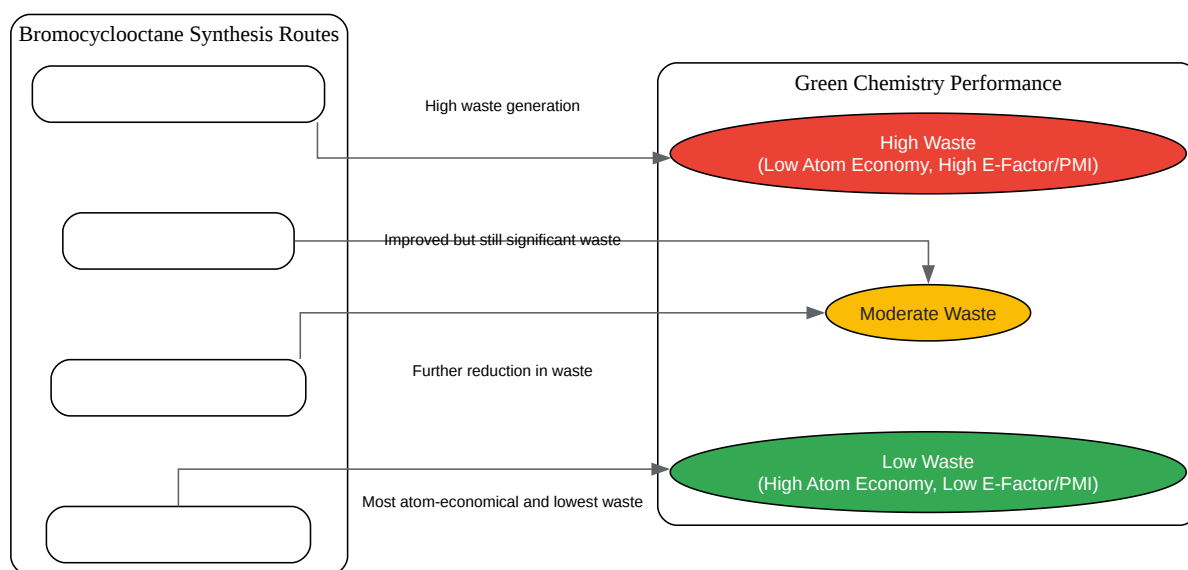 Bromocyclooctane Synthesis Routes
High waste generation
Improved but still significant waste
Further reduction in waste
Most atom-economical and lowest waste
Green Chemistry Performance
High Waste
(Low Atom Economy, High E-Factor/PMI)
Moderate Waste
Low Waste
(High Atom Economy, Low E-Factor/PMI)